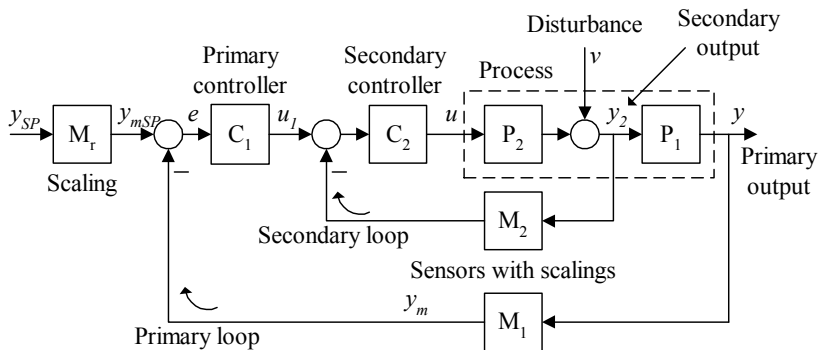 Disturbance
Secondary
output
Primary
controller
Secondary
controller
Process
v
y_SP
M_r
y_mSP
e
C_1
u_1
C_2
u
P_2
y_2
P_1
y
Scaling
Primary
output
M_2
Secondary loop
Sensors with scalings
y_m
M_1
Primary loop